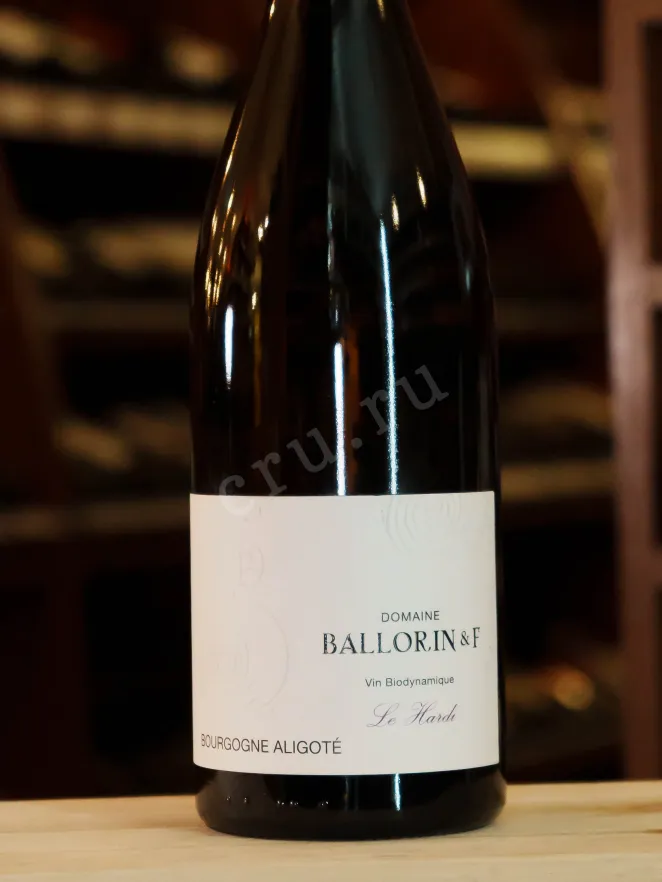 cru.ru
DOMAINE
BALLORIN & F
Vin Biodynamique
Le Hardi
BOURGOGNE ALIGOTÉ